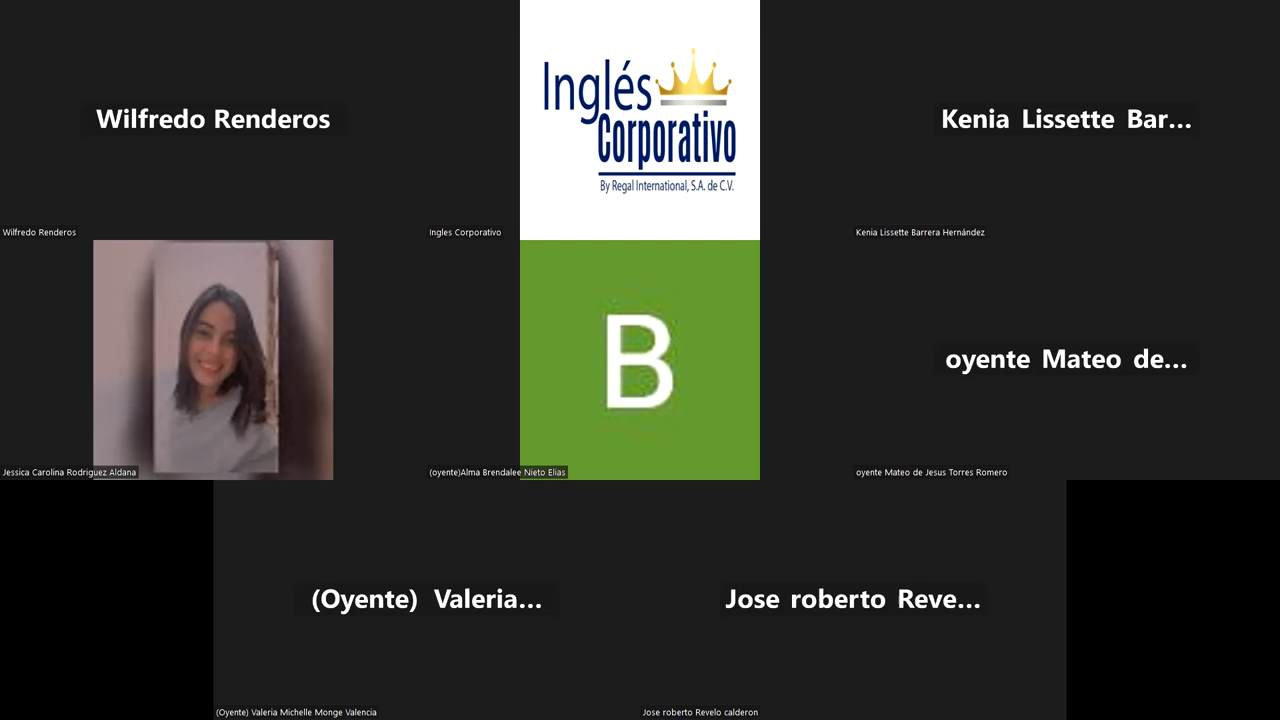 Wilfredo Renderos
Wilfredo Renderos
Inglés
Corporativo
By Regal International, S.A. de C.V.
Ingles Corporativo
Kenia Lissette Bar...
Kenia Lissette Barrera Hernández
Jessica Carolina Rodriguez Aldana
B
(oyente)Alma Brendalee Nieto Elias
oyente Mateo de...
oyente Mateo de Jesus Torres Romero
(Oyente) Valeria...
(Oyente) Valeria Michelle Monge Valencia
Jose roberto Reve...
Jose roberto Revelo calderon